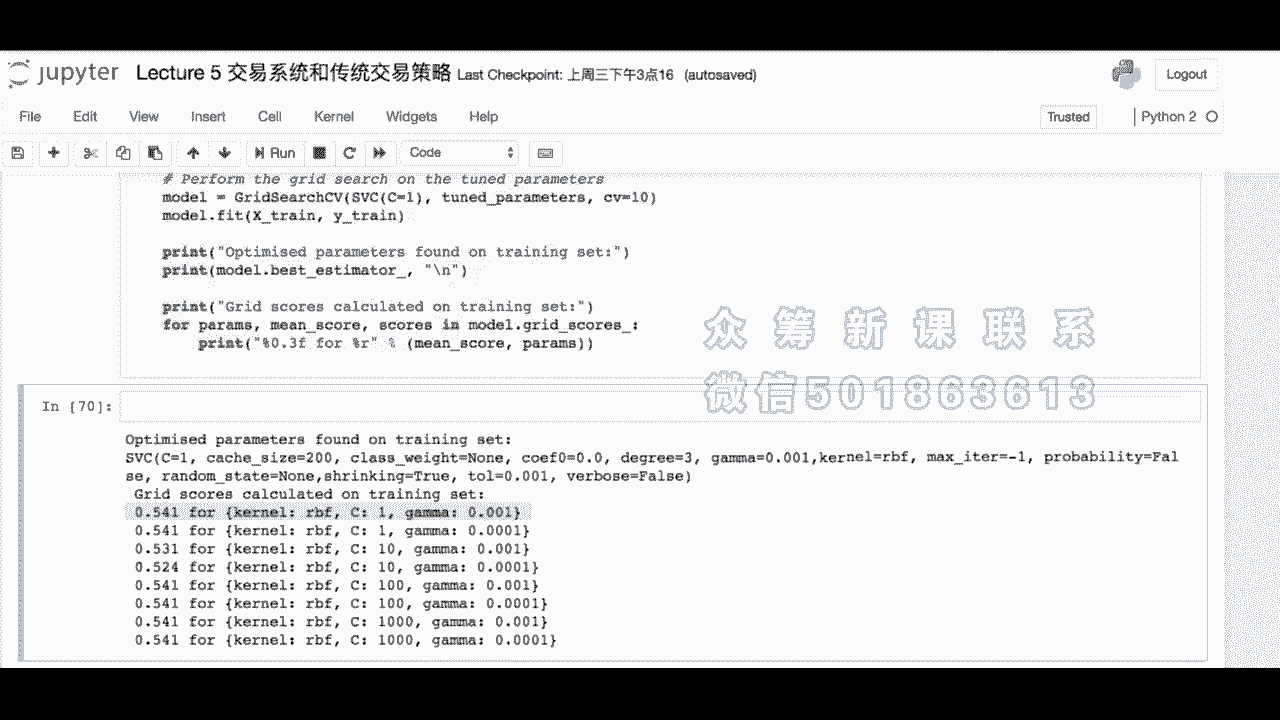 jupyter Lecture 5 交易系统和传统交易策略 Last Checkpoint: 上周三下午3点16 (autosaved) Logout
File Edit View Insert Cell Kernel Widgets Help Trusted Python 2
Run Code
# Perform the grid search on the tuned parameters
model = GridSearchCV(SVC(C=1), tuned_parameters, cv=10)
model.fit(X_train, y_train)
print("Optimised parameters found on training set:")
print(model.best_estimator_, "\n")
print("Grid scores calculated on training set:")
for params, mean_score, scores in model.grid_scores_:
print("%0.3f for %r" % (mean_score, params))
众筹新课联系
微信501863613
In [70]:
Optimised parameters found on training set:
SVC(C=1, cache_size=200, class_weight=None, coef0=0.0, degree=3, gamma=0.001,kernel=rbf, max_iter=-1, probability=Fal
se, random_state=None,shrinking=True, tol=0.001, verbose=False)
Grid scores calculated on training set:
0.541 for {kernel: rbf, C: 1, gamma: 0.001}
0.541 for {kernel: rbf, C: 1, gamma: 0.0001}
0.531 for {kernel: rbf, C: 10, gamma: 0.001}
0.524 for {kernel: rbf, C: 10, gamma: 0.0001}
0.541 for {kernel: rbf, C: 100, gamma: 0.001}
0.541 for {kernel: rbf, C: 100, gamma: 0.0001}
0.541 for {kernel: rbf, C: 1000, gamma: 0.001}
0.541 for {kernel: rbf, C: 1000, gamma: 0.0001}